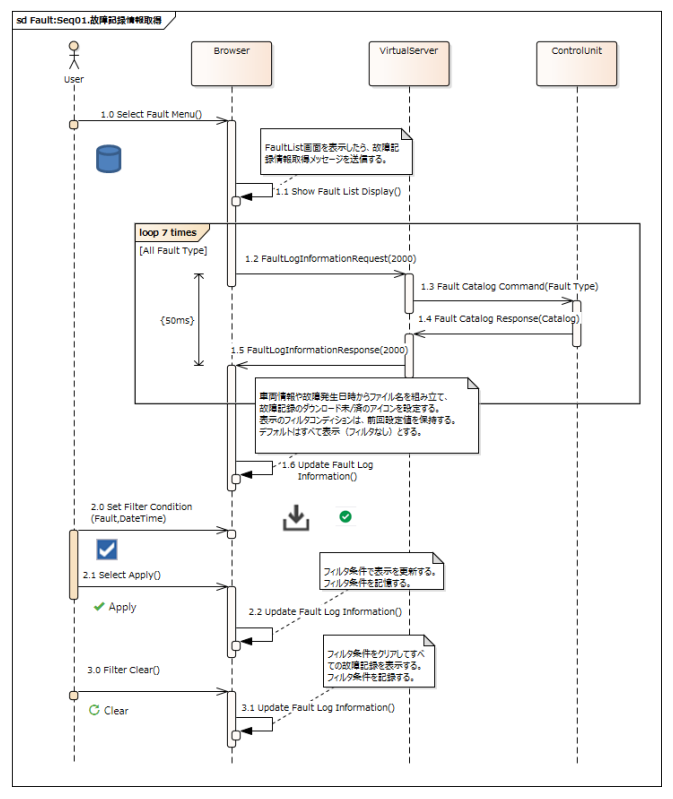 sd Fault:Seq01.故障記録情報取得
User
Browser
VirtualServer
ControlUnit
1.0 Select Fault Menu()
FaultList画面を表示したら、故障記
録情報取得メッセージを送信する。
1.1 Show Fault List Display()
loop 7 times
[All Fault Type]
1.2 FaultLogInformationRequest(2000)
1.3 Fault Catalog Command(Fault Type)
1.4 Fault Catalog Response(Catalog)
{50ms}
1.5 FaultLogInformationResponse(2000)
車両情報や故障発生日時からファイル名を組み立て、
故障記録のダウンロード未/済のアイコンを設定する。
表示のフィルタコンディションは、前回設定値を保持する。
デフォルトはすべて表示（フィルタなし）とする。
1.6 Update Fault Log
Information()
2.0 Set Filter Condition
(Fault,DateTime)
2.1 Select Apply()
フィルタ条件で表示を更新する。
フィルタ条件を記憶する。
Apply
2.2 Update Fault Log Information()
フィルタ条件をクリアしてすべ
ての故障記録を表示する。
フィルタ条件を記録する。
3.0 Filter Clear()
Clear
3.1 Update Fault Log Information()